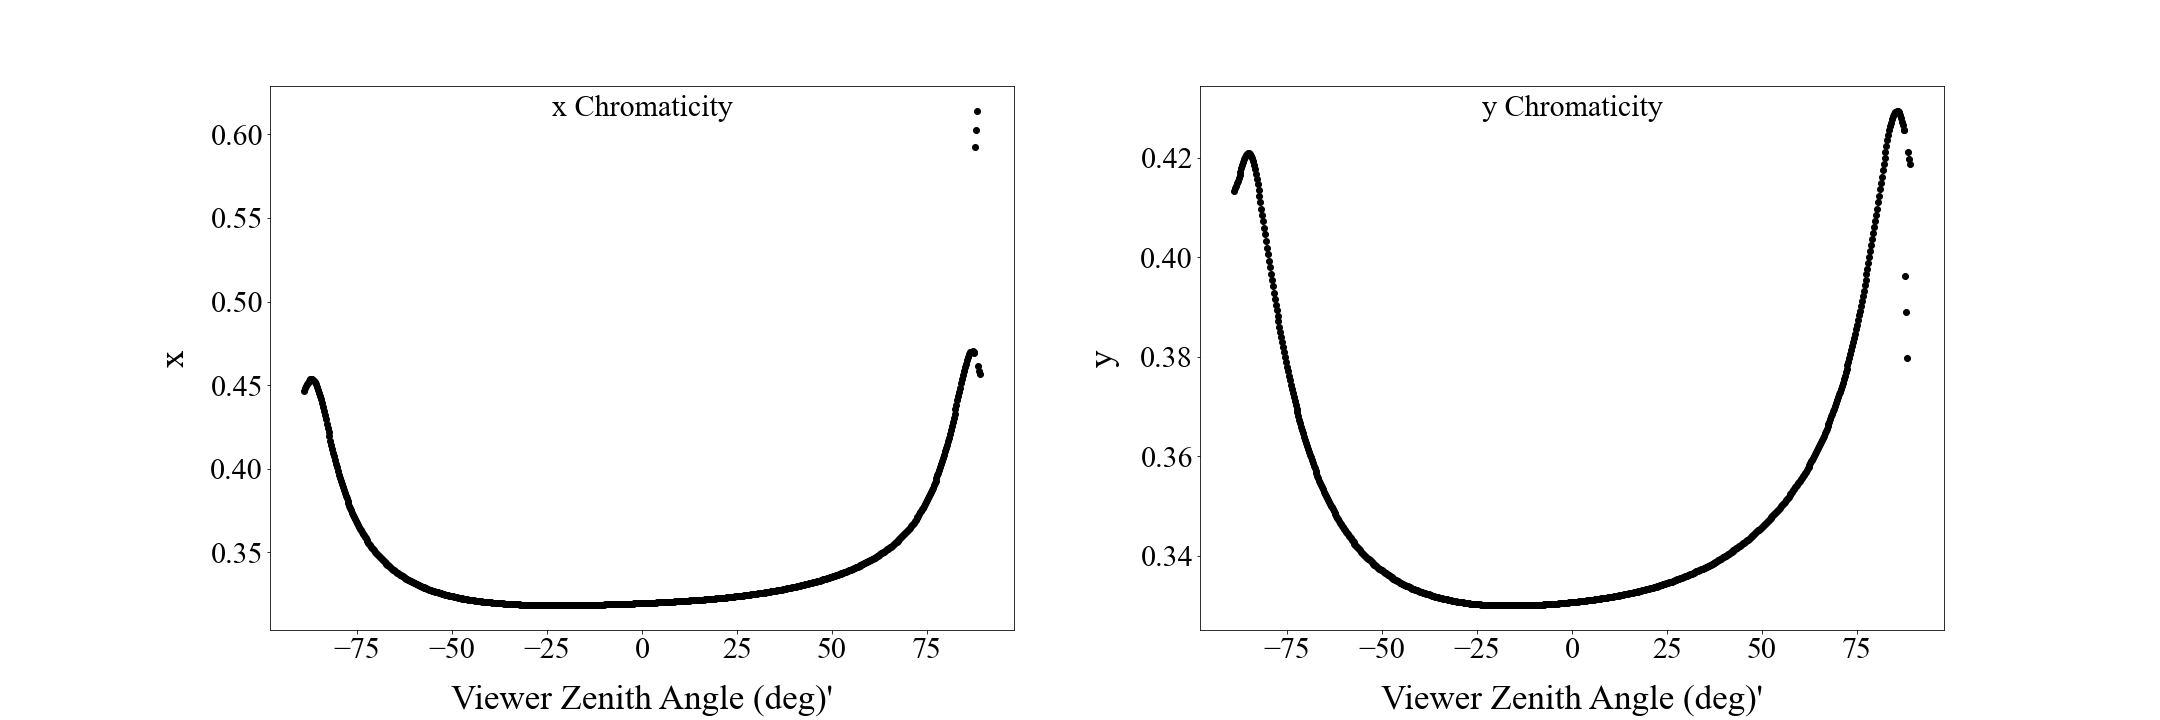 x Chromaticity
0.60
0.55
0.50
0.45
0.40
0.35
x
−75 −50 −25 0 25 50 75
Viewer Zenith Angle (deg)'
y Chromaticity
0.42
0.40
0.38
0.36
0.34
y
−75 −50 −25 0 25 50 75
Viewer Zenith Angle (deg)'